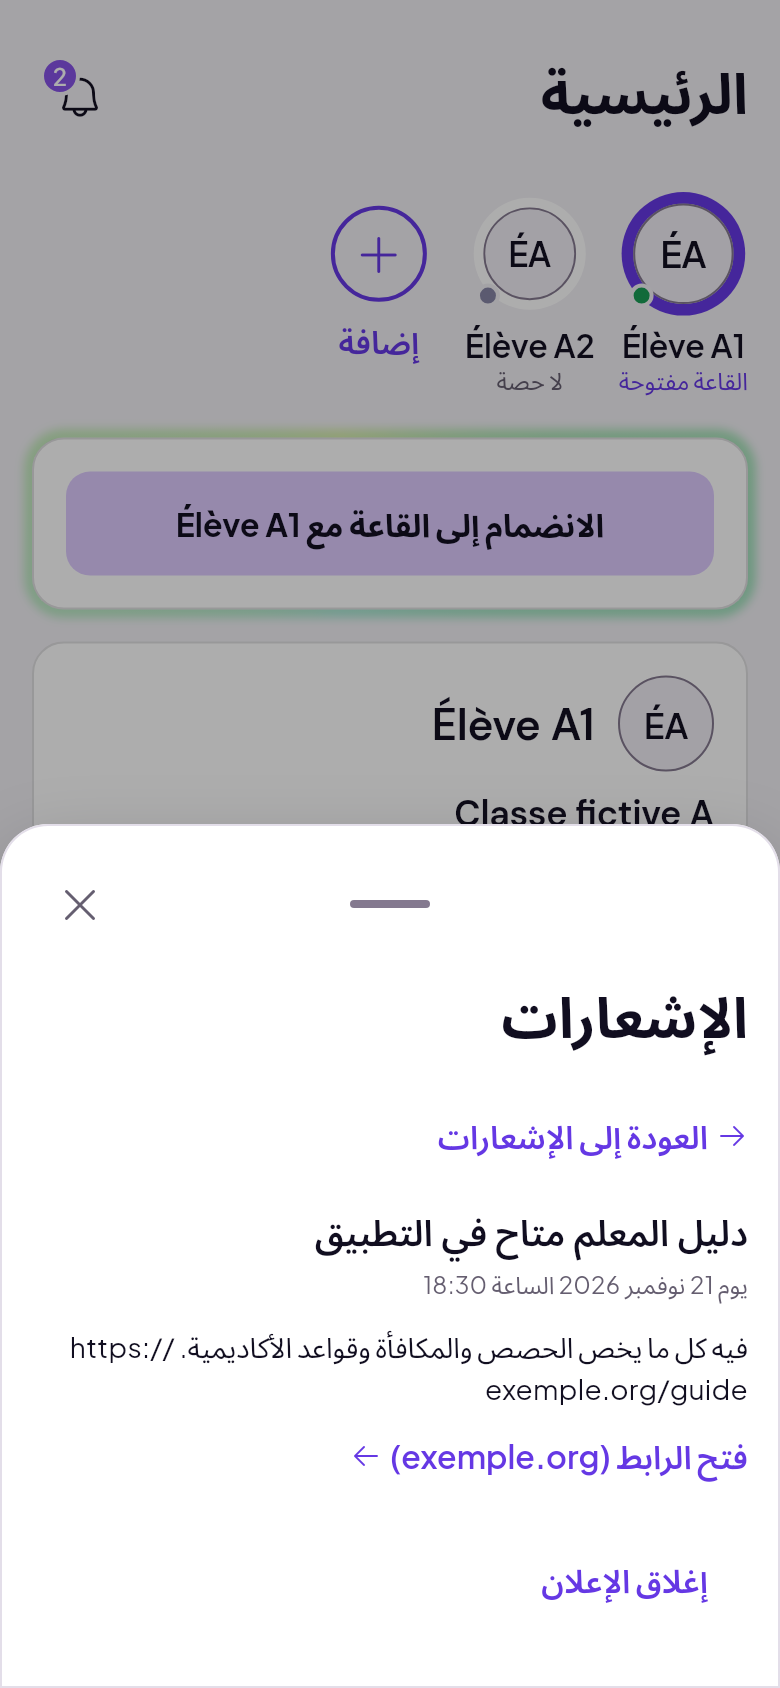 الرئيسية
2
ÉA
ÉA
Élève A1
Élève A2
إضافة
القاعة مفتوحة
لا حصة
الانضمام إلى القاعة مع Élève A1
ÉA
Élève A1
Classe fictive A
الإشعارات
العودة إلى الإشعارات
دليل المعلم متاح في التطبيق
يوم 21 نوفمبر 2026 الساعة 18:30
فيه كل ما يخص الحصص والمكافأة وقواعد الأكاديمية. https://
exemple.org/guide
فتح الرابط (exemple.org) ←
إغلاق الإعلان